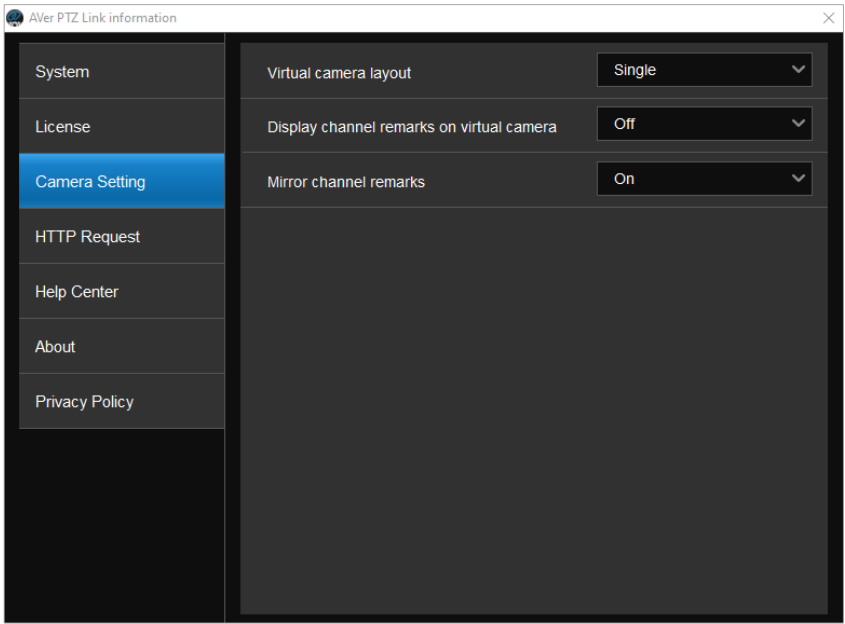 AVer PTZ Link information
System
License
Camera Setting
HTTP Request
Help Center
About
Privacy Policy
Virtual camera layout
Single
Display channel remarks on virtual camera
Off
Mirror channel remarks
On